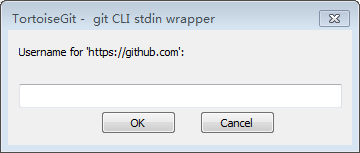 TortoiseGit -  git CLI stdin wrapper
Username for 'https://github.com':
OK
Cancel